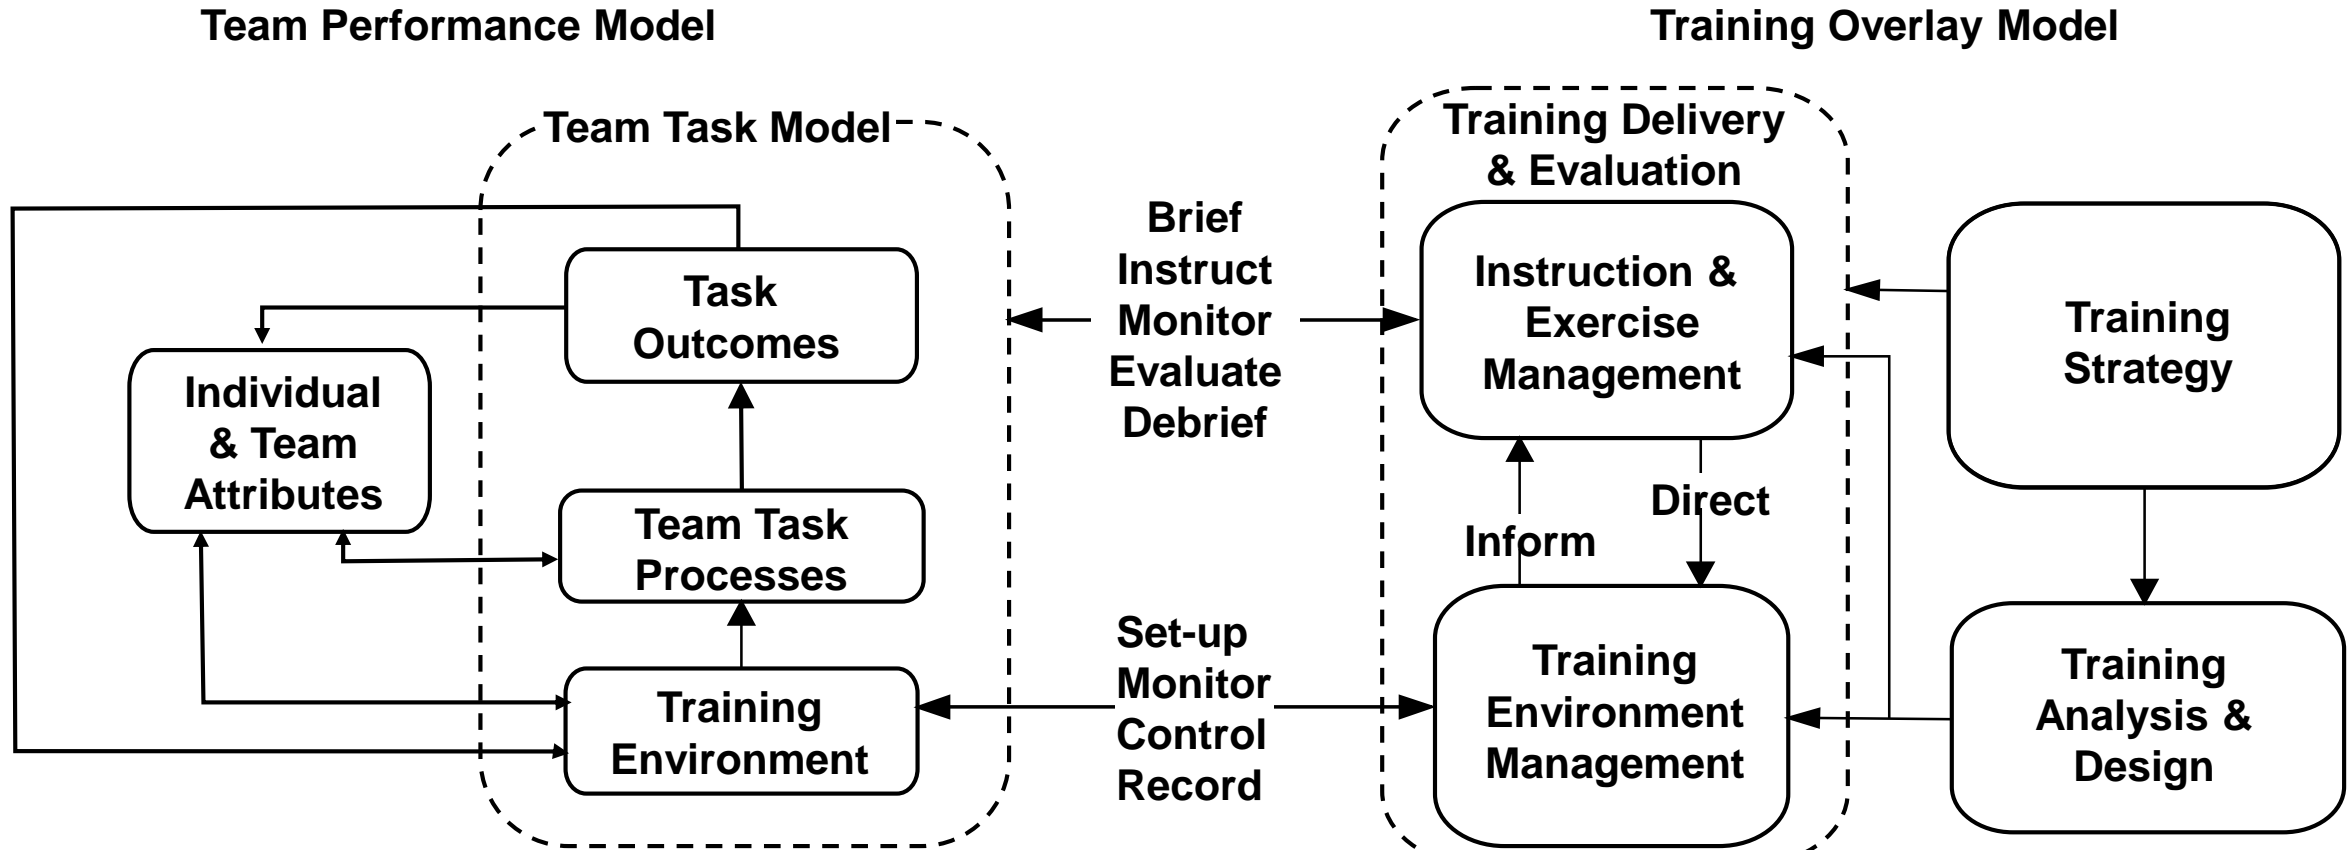 Team Performance Model
Training Overlay Model
Team Task Model
Task
Outcomes
Individual
& Team
Attributes
Team Task
Processes
Training
Environment
Brief
Instruct
Monitor
Evaluate
Debrief
Set-up
Monitor
Control
Record
Training Delivery
& Evaluation
Instruction &
Exercise
Management
Direct
Inform
Training
Environment
Management
Training
Strategy
Training
Analysis &
Design